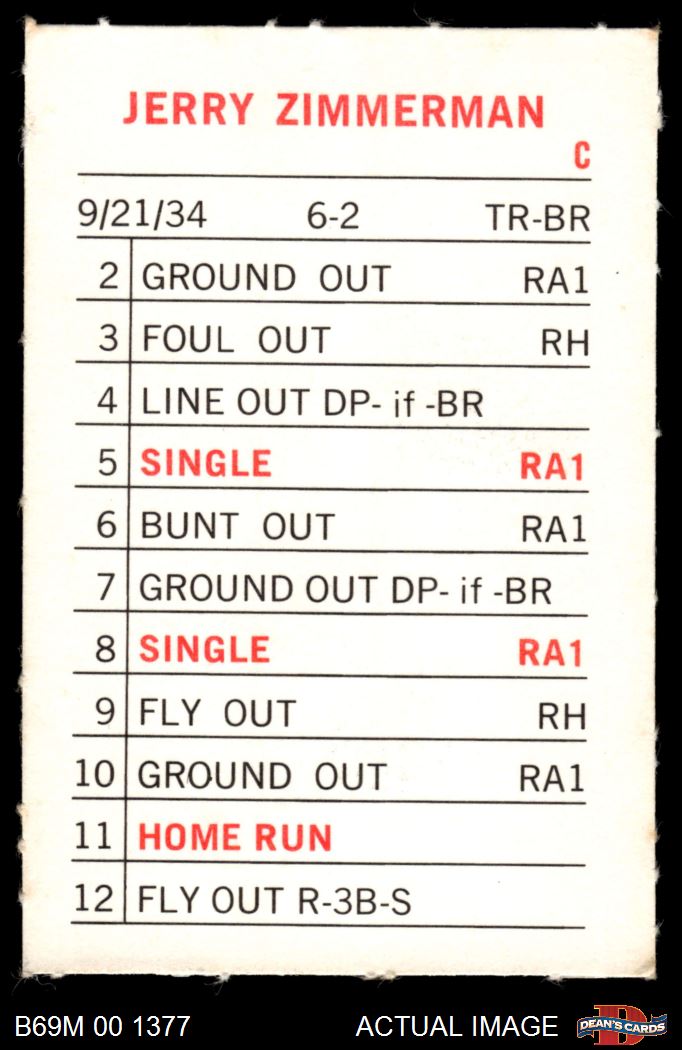 JERRY ZIMMERMAN
C
9/21/34 6-2 TR-BR
2 GROUND OUT RA1
3 FOUL OUT RH
4 LINE OUT DP- if -BR
5 SINGLE RA1
6 BUNT OUT RA1
7 GROUND OUT DP- if -BR
8 SINGLE RA1
9 FLY OUT RH
10 GROUND OUT RA1
11 HOME RUN
12 FLY OUT R-3B-S
B69M 00 1377 ACTUAL IMAGE D DEAN'S CARDS